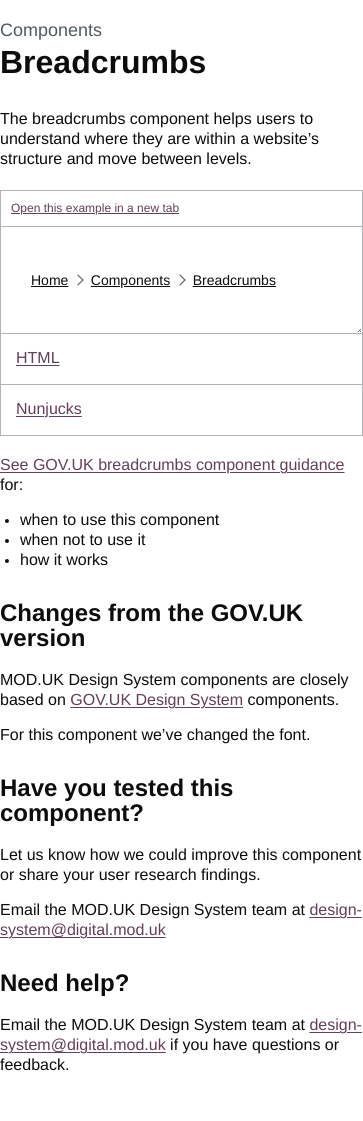 Components
Breadcrumbs
The breadcrumbs component helps users to
understand where they are within a website’s
structure and move between levels.
Open this example in a new tab
Home > Components > Breadcrumbs
HTML
Nunjucks
See GOV.UK breadcrumbs component guidance
for:
• when to use this component
• when not to use it
• how it works
Changes from the GOV.UK
version
MOD.UK Design System components are closely
based on GOV.UK Design System components.
For this component we’ve changed the font.
Have you tested this
component?
Let us know how we could improve this component
or share your user research findings.
Email the MOD.UK Design System team at design-
system@digital.mod.uk
Need help?
Email the MOD.UK Design System team at design-
system@digital.mod.uk if you have questions or
feedback.